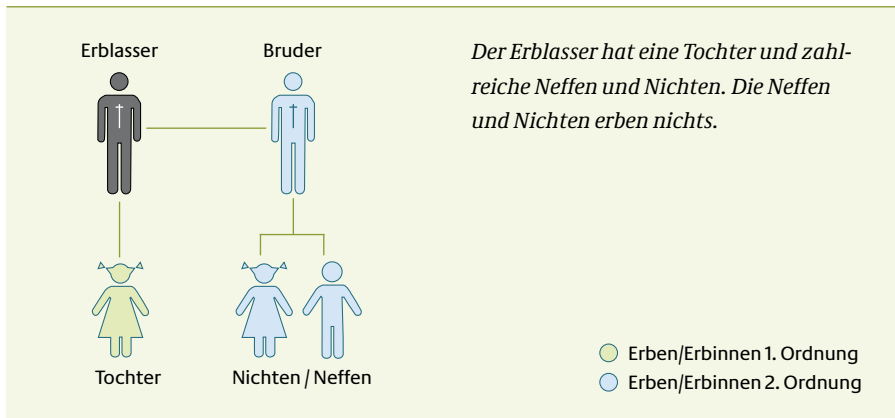 Erblasser
Bruder
Der Erblasser hat eine Tochter und zahl-
reiche Neffen und Nichten. Die Neffen
und Nichten erben nichts.
Tochter
Nichten / Neffen
Erben/Erbinnen 1. Ordnung
Erben/Erbinnen 2. Ordnung